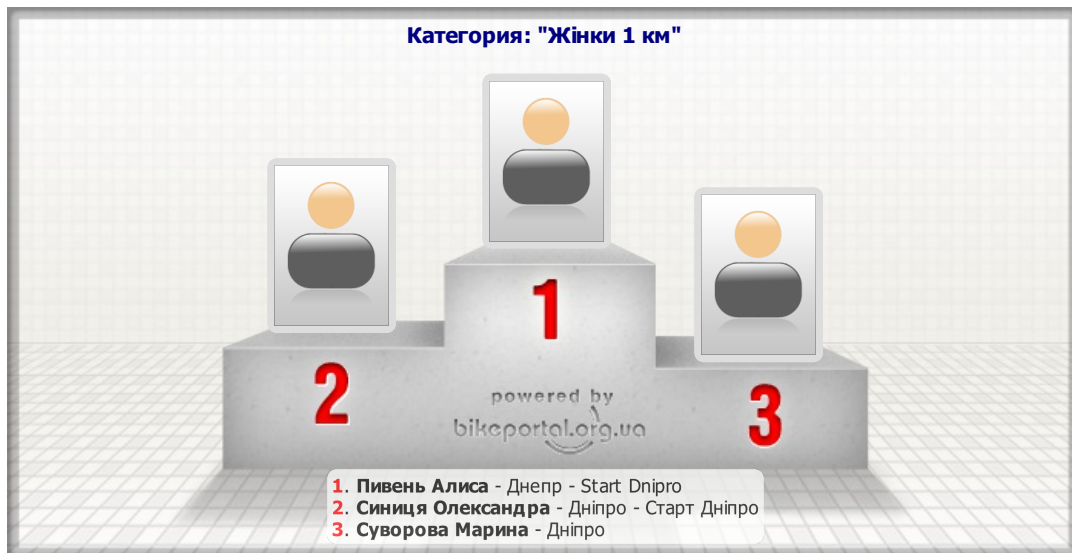 Категория: "Жінки 1 км"
1
2
3
powered by
bikeportal.org.ua
1. Пивень Алиса - Днепр - Start Dnipro
2. Синиця Олександра - Дніпро - Старт Дніпро
3. Суворова Марина - Дніпро